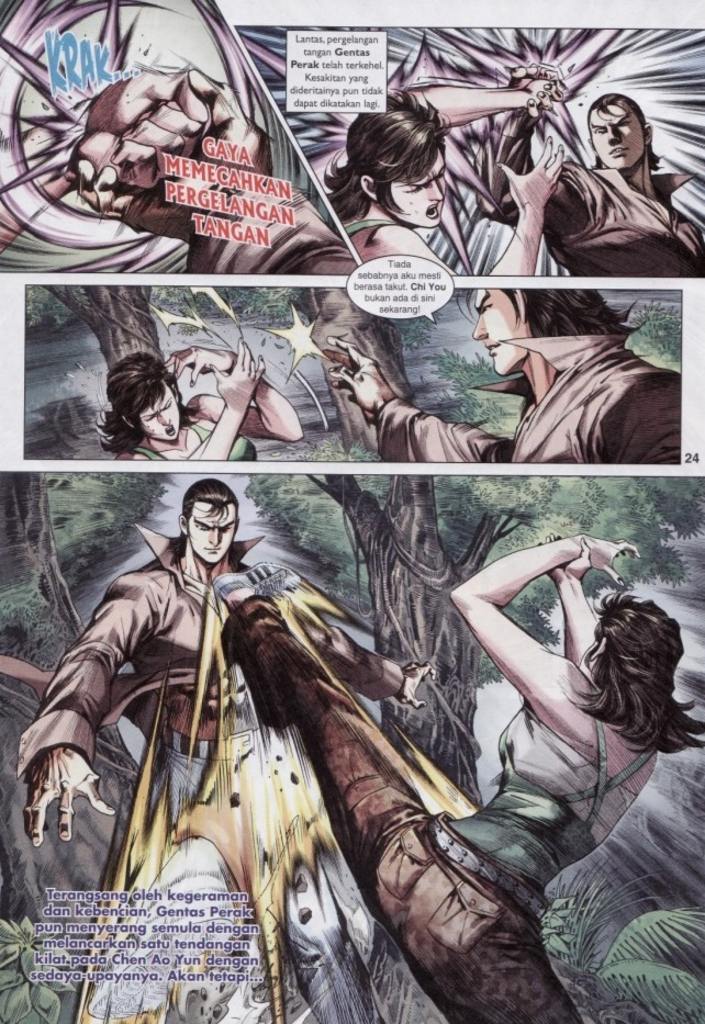 KRAK...
GAYA
MEMECAHKAN
PERGELANGAN
TANGAN
Lantas, pergelangan
tangan Gentas
Perak telah terkehel.
Kesakitan yang
dideritainya pun tidak
dapat dikatakan lagi.
Tiada
sebabnya aku mesti
berasa takut. Chi You
bukan ada di sini
sekarang!
24
Terangsang oleh kegeraman
dan kebencian, Gentas Perak
pun menyerang semula dengan
melancarkan satu tendangan
kilat pada Chen Ao Yun dengan
sedaya-upayanya. Akan tetapi...